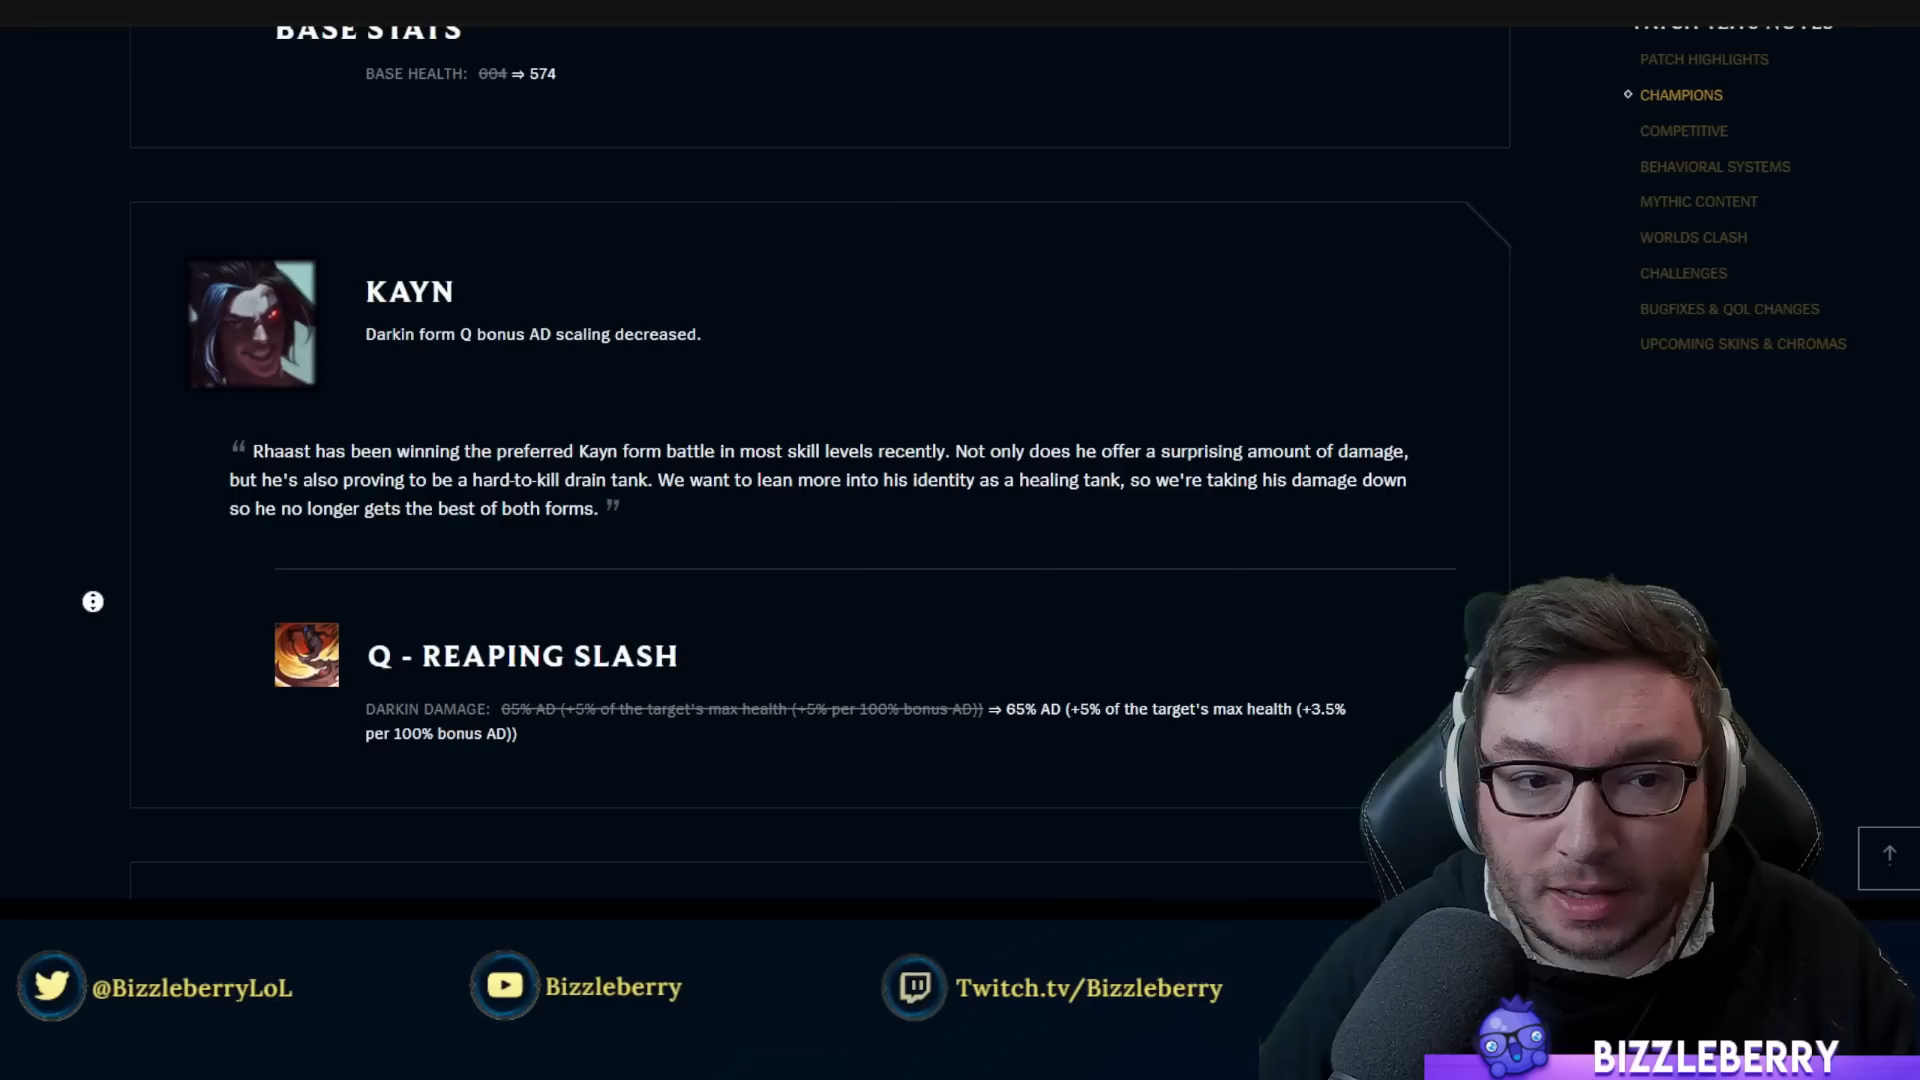 BASE STATS
BASE HEALTH: 604 ⇒ 574
PATCH 12.19 NOTES
PATCH HIGHLIGHTS
CHAMPIONS
COMPETITIVE
BEHAVIORAL SYSTEMS
MYTHIC CONTENT
WORLDS CLASH
CHALLENGES
BUGFIXES & QOL CHANGES
UPCOMING SKINS & CHROMAS
KAYN
Darkin form Q bonus AD scaling decreased.
“ Rhaast has been winning the preferred Kayn form battle in most skill levels recently. Not only does he offer a surprising amount of damage,
but he's also proving to be a hard-to-kill drain tank. We want to lean more into his identity as a healing tank, so we're taking his damage down
so he no longer gets the best of both forms. ”
Q - REAPING SLASH
DARKIN DAMAGE: 65% AD (+5% of the target's max health (+5% per 100% bonus AD)) ⇒ 65% AD (+5% of the target's max health (+3.5%
per 100% bonus AD))
@BizzleberryLoL
Bizzleberry
Twitch.tv/Bizzleberry
BIZZLEBERRY